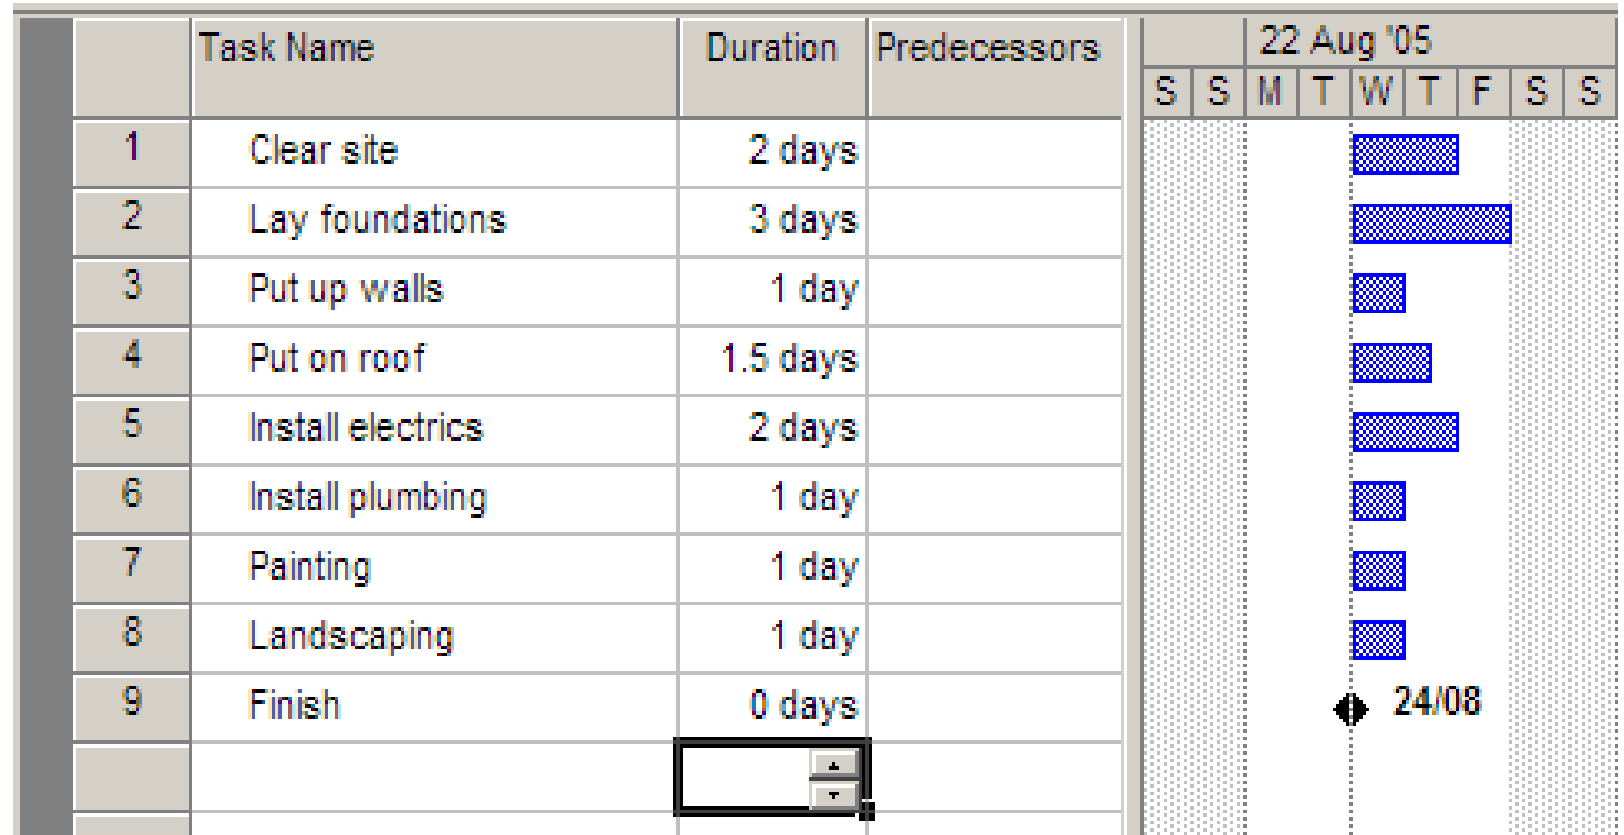 Task Name Duration Predecessors 22 Aug '05
S S M T W T F S S
1 Clear site 2 days
2 Lay foundations 3 days
3 Put up walls 1 day
4 Put on roof 1.5 days
5 Install electrics 2 days
6 Install plumbing 1 day
7 Painting 1 day
8 Landscaping 1 day
9 Finish 0 days 24/08